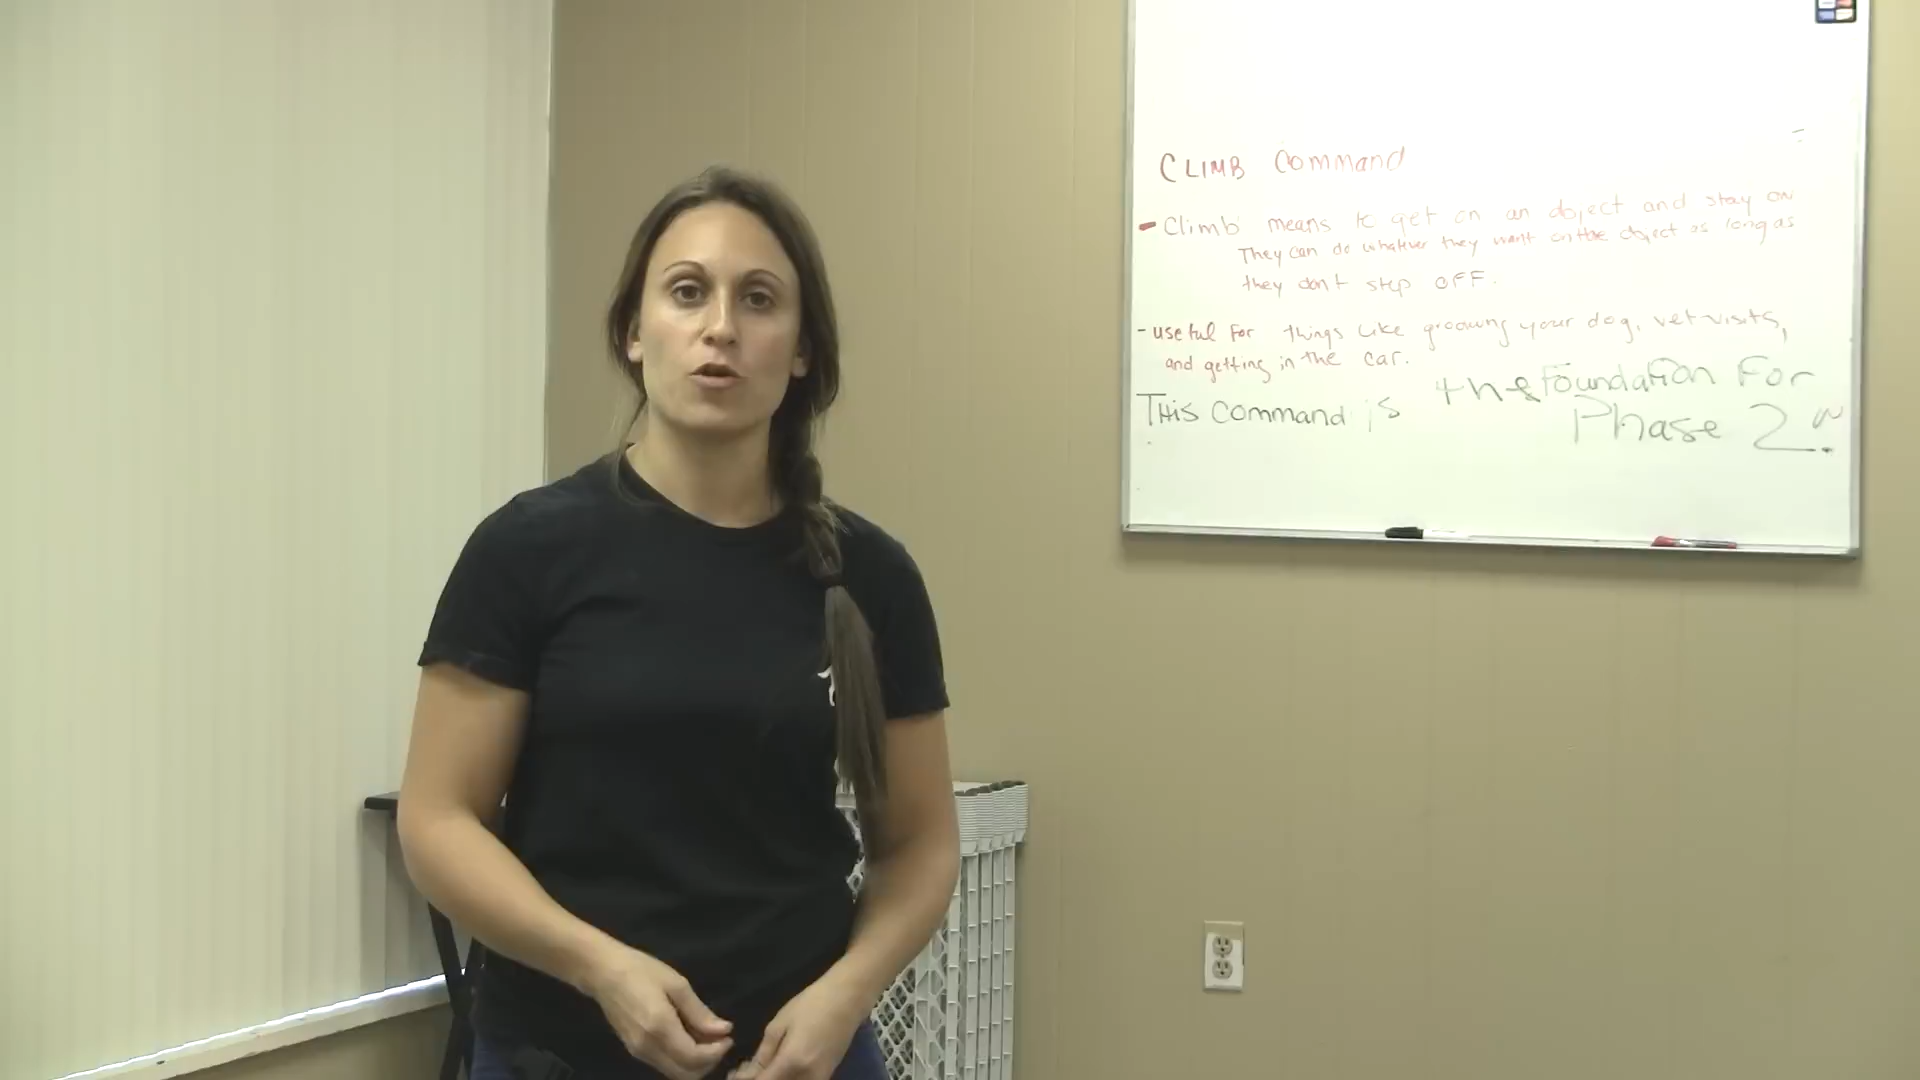 CLIMB Command
- Climb means to get on an object and stay on
They can do whatever they want on the object as long as
they don't step OFF.
- useful for things like grooming your dog, vet visits,
and getting in the car.
This command is the foundation for
Phase 2.